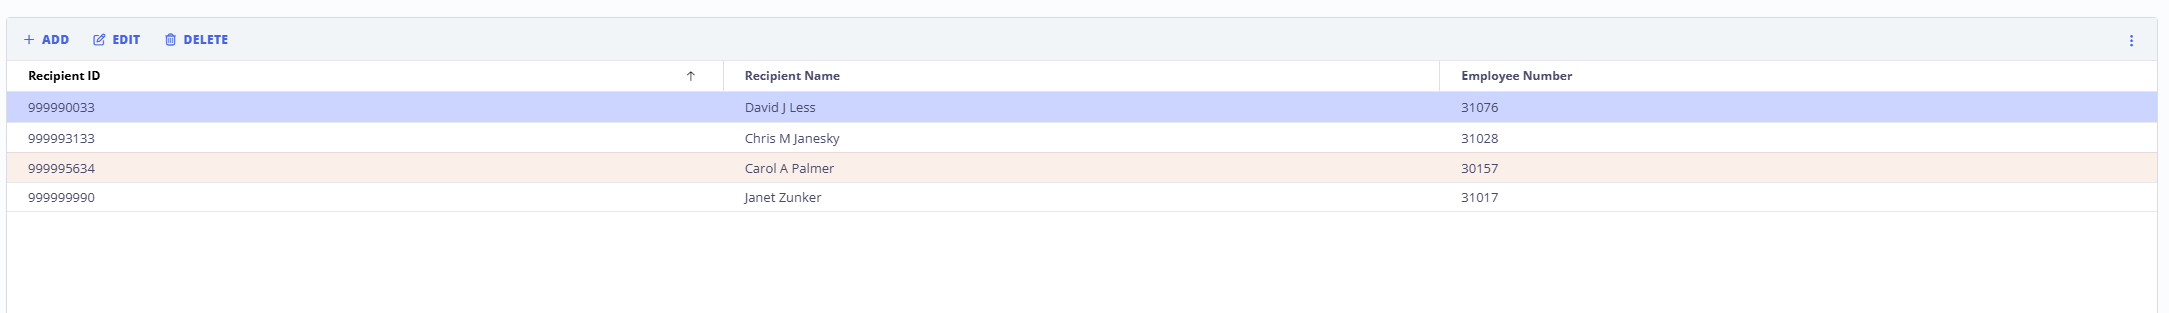 ADD EDIT DELETE
Recipient ID Recipient Name Employee Number
999990033 David J Less 31076
999993133 Chris M Janesky 31028
999995634 Carol A Palmer 30157
999999990 Janet Zunker 31017